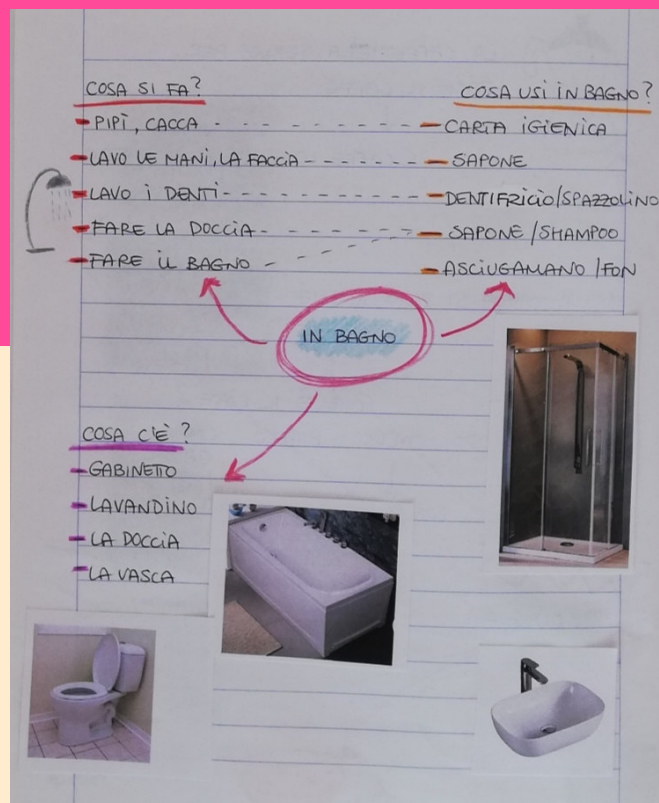 COSA SI FA?
- PIPÌ, CACCA
- LAVO LE MANI, LA FACCIA
- LAVO I DENTI
- FARE LA DOCCIA
- FARE IL BAGNO
COSA USI IN BAGNO?
- CARTA IGIENICA
- SAPONE
- DENTIFRICIO/SPAZZOLINO
- SAPONE/SHAMPOO
- ASCIUGAMANO/FON
IN BAGNO
COSA C'È?
- GABINETTO
- LAVANDINO
- LA DOCCIA
- LA VASCA